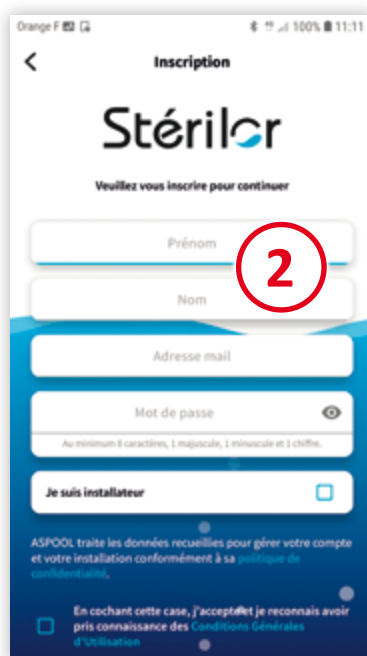 Orange F 100% 11:11
Inscription
Stérilor
Veuillez vous inscrire pour continuer
Prénom
2
Nom
Adresse mail
Mot de passe
Au minimum 8 caractères, 1 majuscule, 1 minuscule et 1 chiffre.
Je suis installateur
ASPOOL traite les données recueillies pour gérer votre compte
et votre installation conformément à sa politique de
confidentialité.
En cochant cette case, j'accepte et je reconnais avoir
pris connaissance des Conditions Générales
d'Utilisation